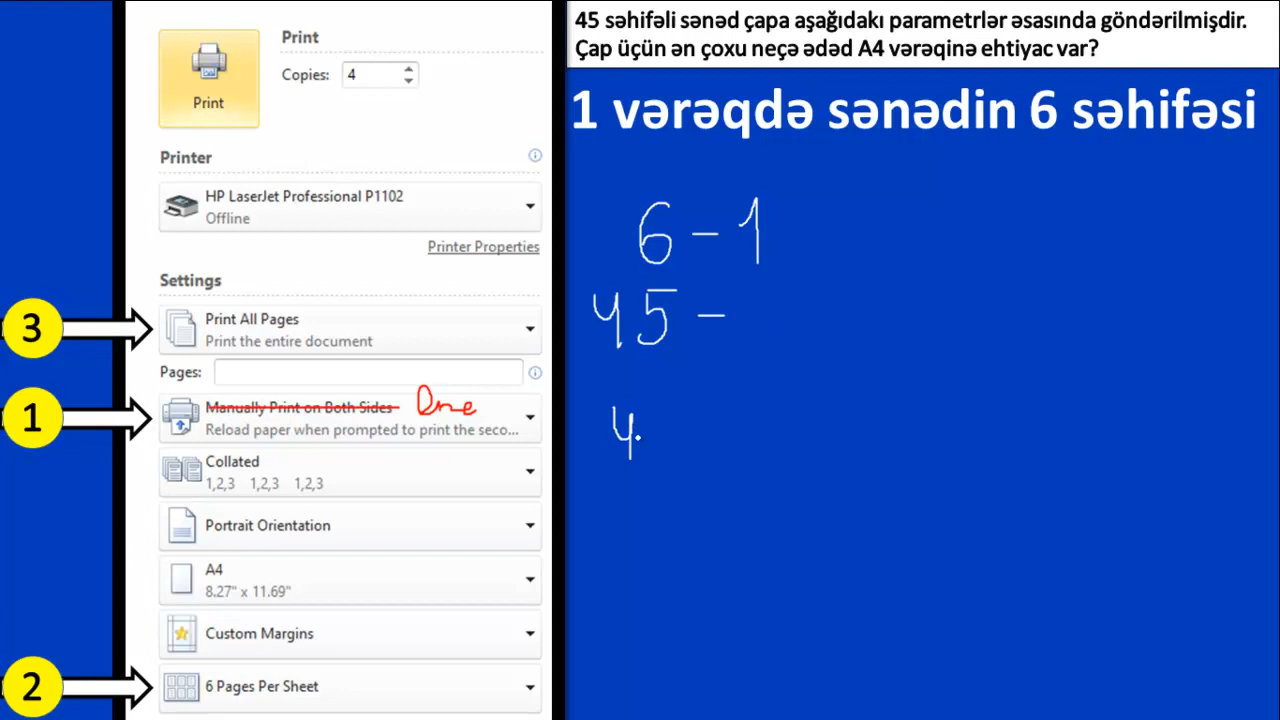 Print
Print
Copies: 4
Printer
HP LaserJet Professional P1102
Offline
Printer Properties
Settings
3
Print All Pages
Print the entire document
Pages:
1
Manually Print on Both Sides One
Reload paper when prompted to print the seco...
Collated
1,2,3 1,2,3 1,2,3
Portrait Orientation
A4
8.27" x 11.69"
Custom Margins
2
6 Pages Per Sheet
45 səhifəli sənəd çapa aşağıdakı parametrlər əsasında göndərilmişdir.
Çap üçün ən çoxu neçə ədəd A4 vərəqinə ehtiyac var?
1 vərəqdə sənədin 6 səhifəsi
6 – 1
45 –
4